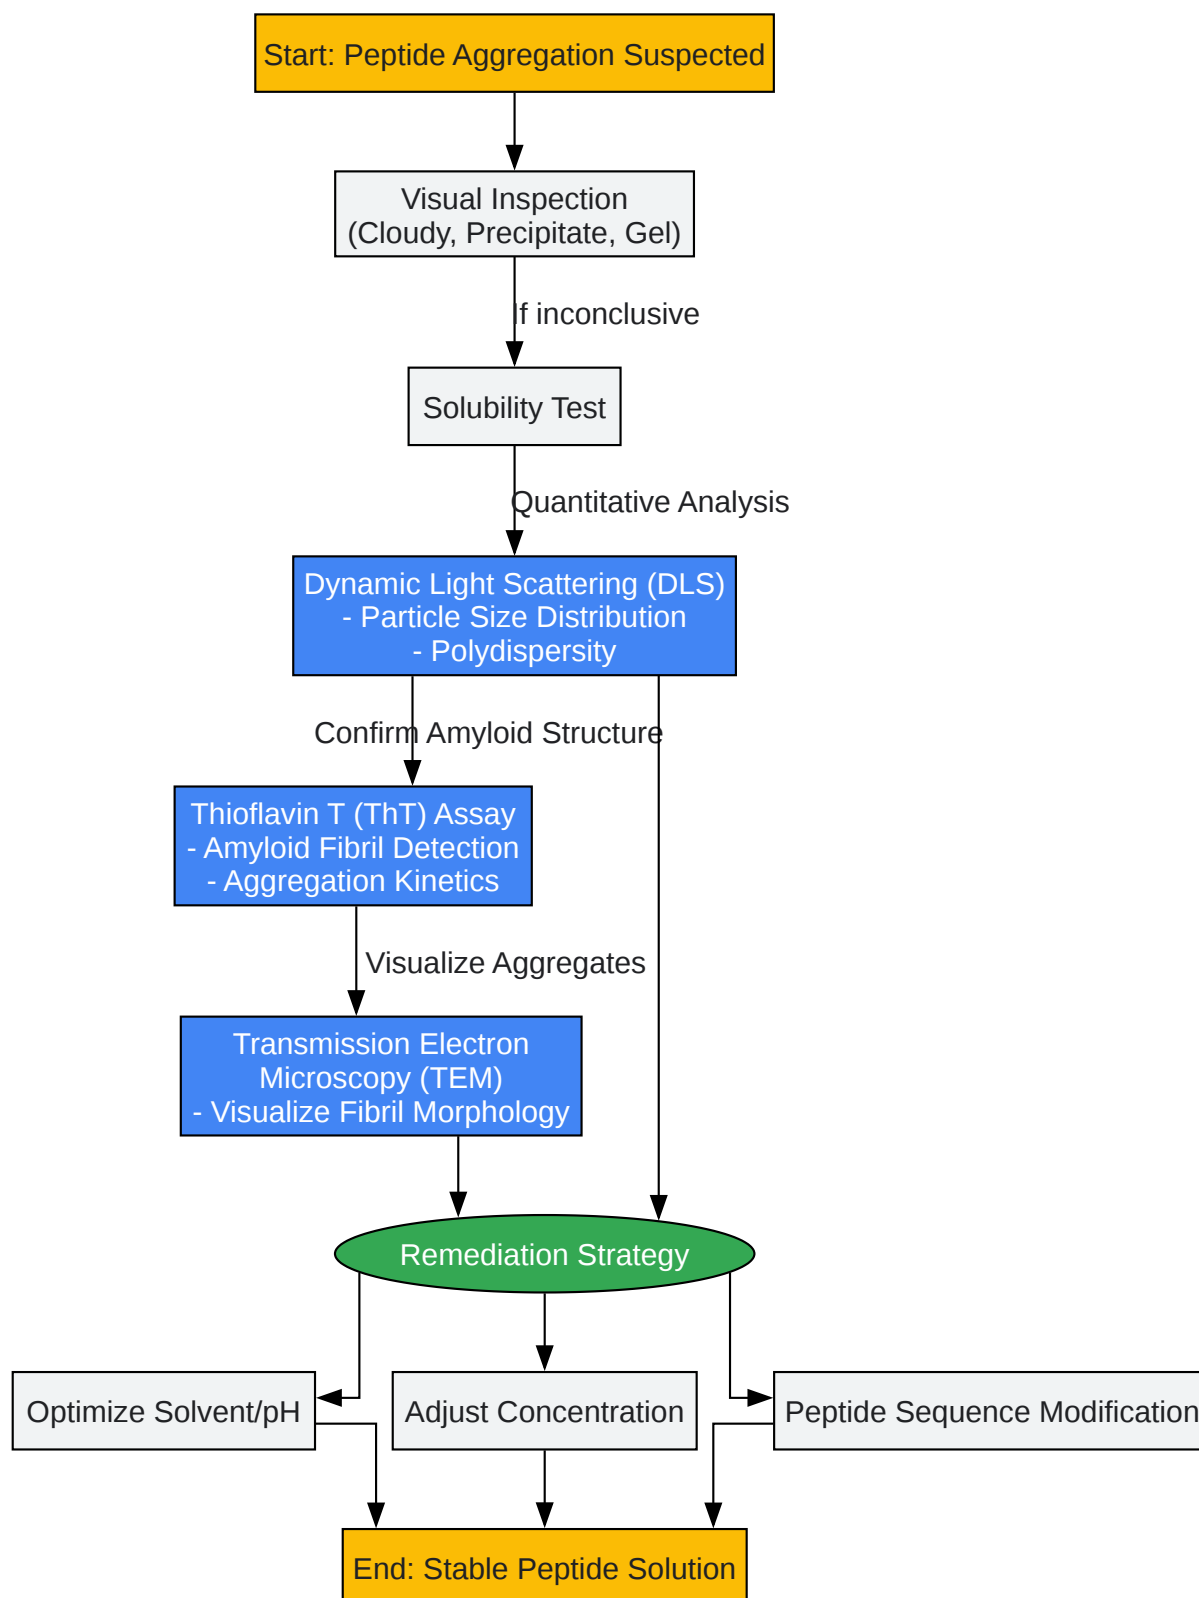 Start: Peptide Aggregation Suspected
Visual Inspection
(Cloudy, Precipitate, Gel)
If inconclusive
Solubility Test
Quantitative Analysis
Dynamic Light Scattering (DLS)
- Particle Size Distribution
- Polydispersity
Confirm Amyloid Structure
Thioflavin T (ThT) Assay
- Amyloid Fibril Detection
- Aggregation Kinetics
Visualize Aggregates
Transmission Electron
Microscopy (TEM)
- Visualize Fibril Morphology
Remediation Strategy
Optimize Solvent/pH
Adjust Concentration
Peptide Sequence Modification
End: Stable Peptide Solution